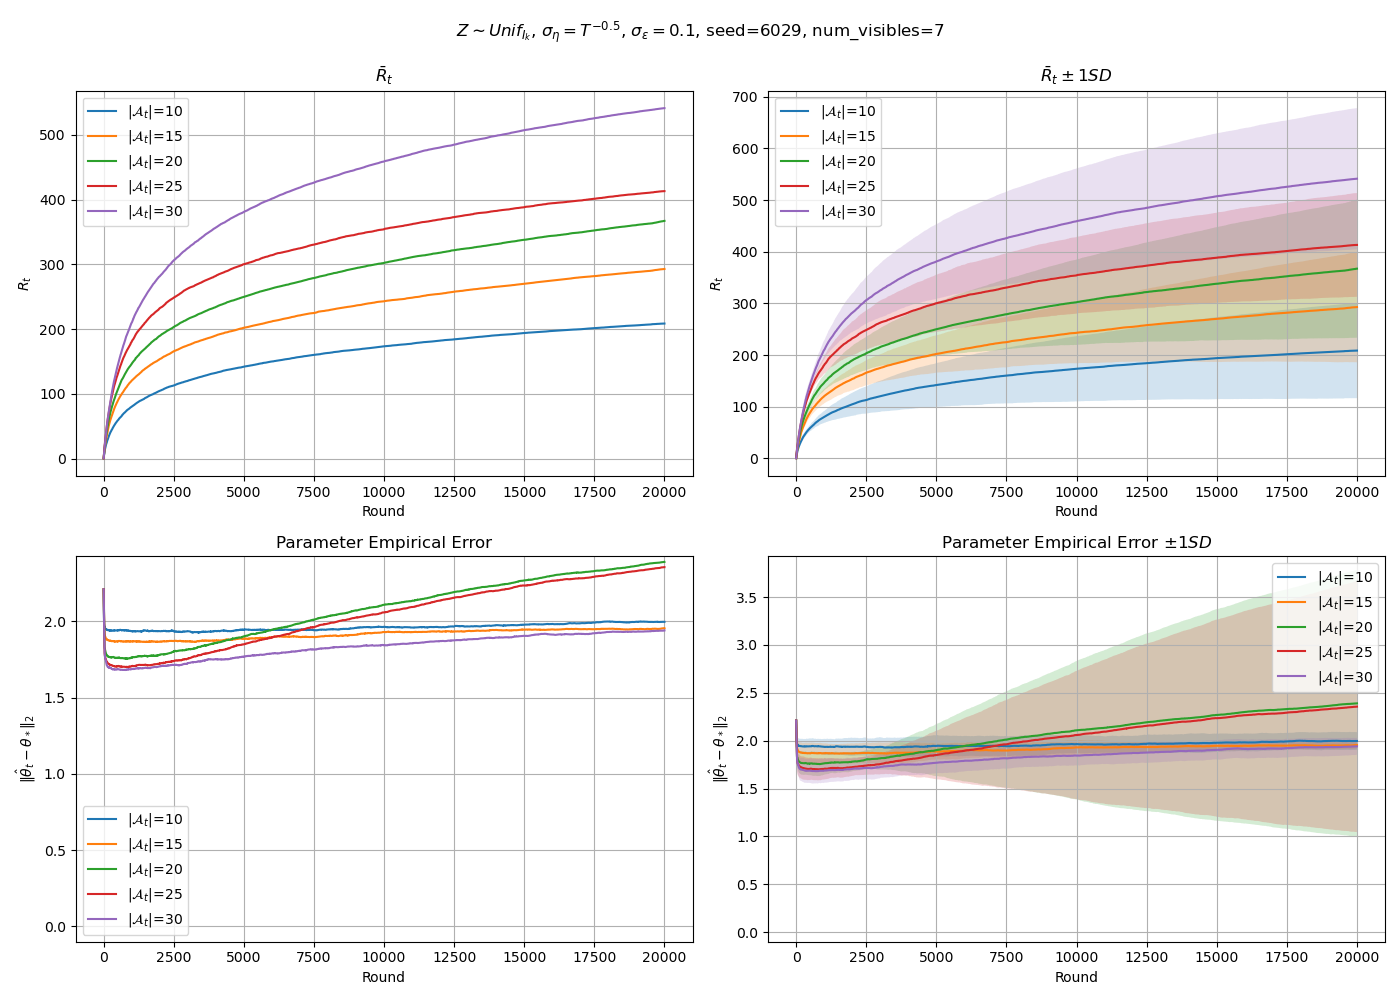 Z ~ Unif_{I_k}, σ_η = T^{-0.5}, σ_ε = 0.1, seed=6029, num_visibles=7
R̄_t
R_t
500
400
300
200
100
0
|𝒜_t|=10
|𝒜_t|=15
|𝒜_t|=20
|𝒜_t|=25
|𝒜_t|=30
0 2500 5000 7500 10000 12500 15000 17500 20000
Round
R̄_t ± 1SD
R_t
700
600
500
400
300
200
100
0
|𝒜_t|=10
|𝒜_t|=15
|𝒜_t|=20
|𝒜_t|=25
|𝒜_t|=30
0 2500 5000 7500 10000 12500 15000 17500 20000
Round
Parameter Empirical Error
‖θ̂_t − θ_*‖_2
2.0
1.5
1.0
0.5
0.0
|𝒜_t|=10
|𝒜_t|=15
|𝒜_t|=20
|𝒜_t|=25
|𝒜_t|=30
0 2500 5000 7500 10000 12500 15000 17500 20000
Round
Parameter Empirical Error ±1SD
‖θ̂_t − θ_*‖_2
3.5
3.0
2.5
2.0
1.5
1.0
0.5
0.0
|𝒜_t|=10
|𝒜_t|=15
|𝒜_t|=20
|𝒜_t|=25
|𝒜_t|=30
0 2500 5000 7500 10000 12500 15000 17500 20000
Round